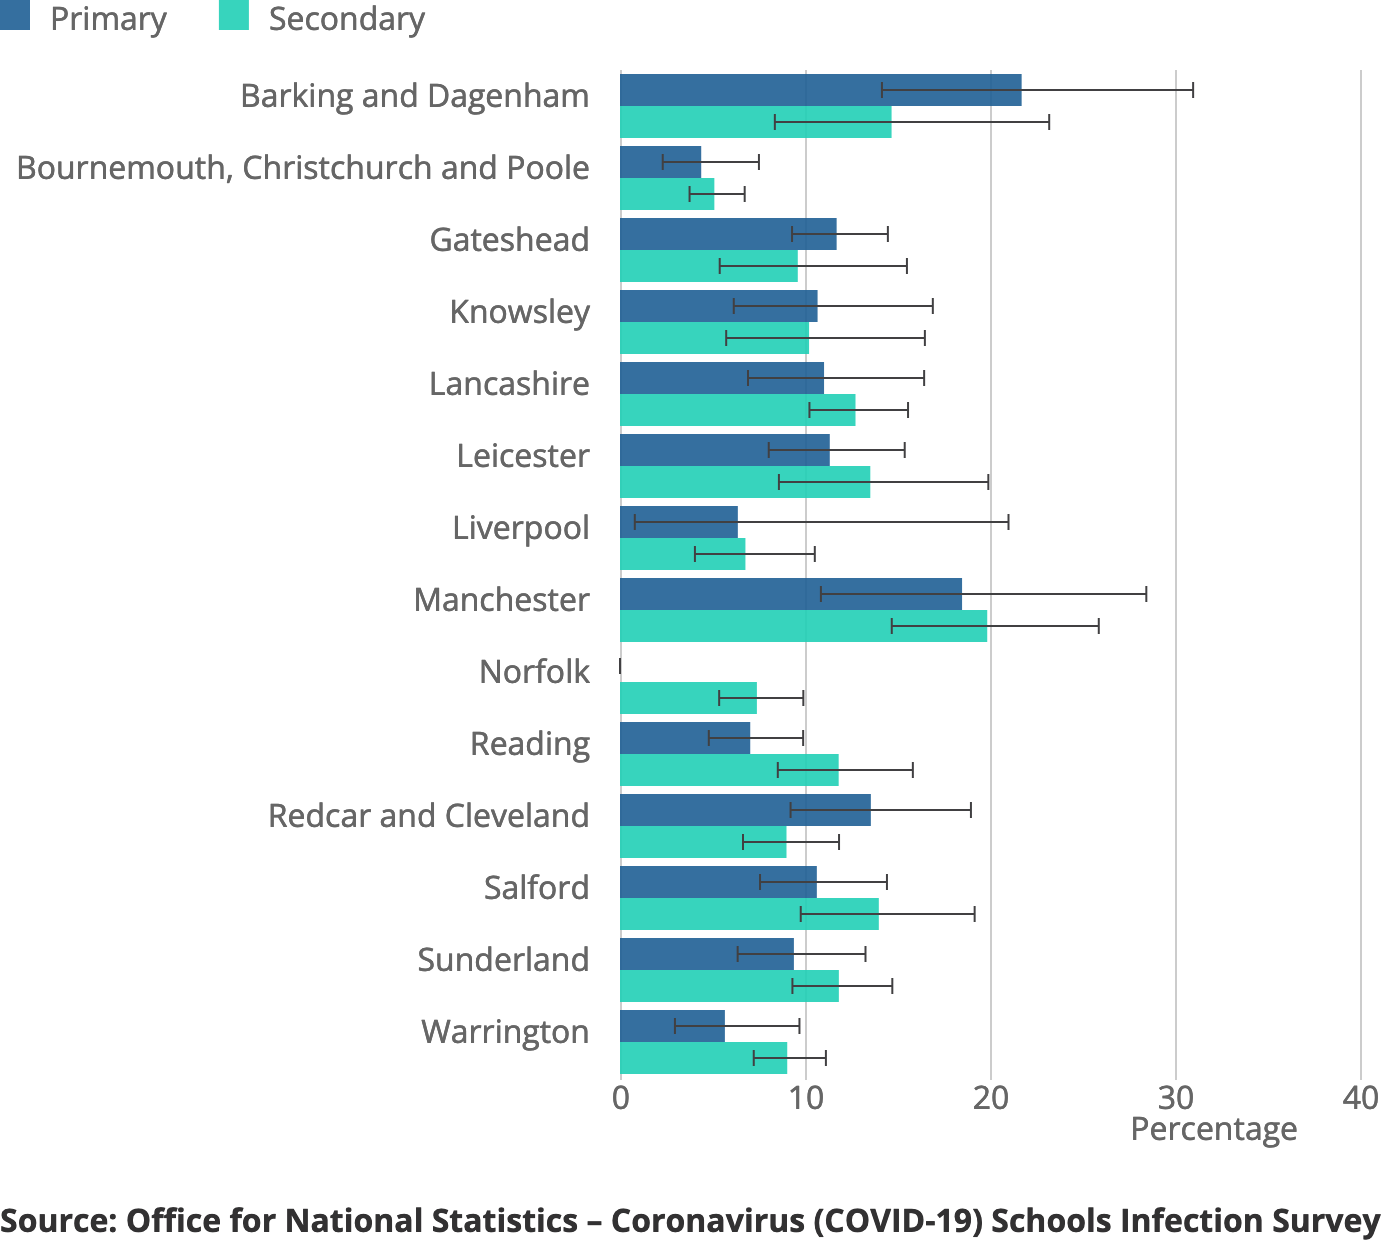 Primary Secondary
Barking and Dagenham
Bournemouth, Christchurch and Poole
Gateshead
Knowsley
Lancashire
Leicester
Liverpool
Manchester
Norfolk
Reading
Redcar and Cleveland
Salford
Sunderland
Warrington
0 10 20 30 40
Percentage
Source: Office for National Statistics – Coronavirus (COVID-19) Schools Infection Survey